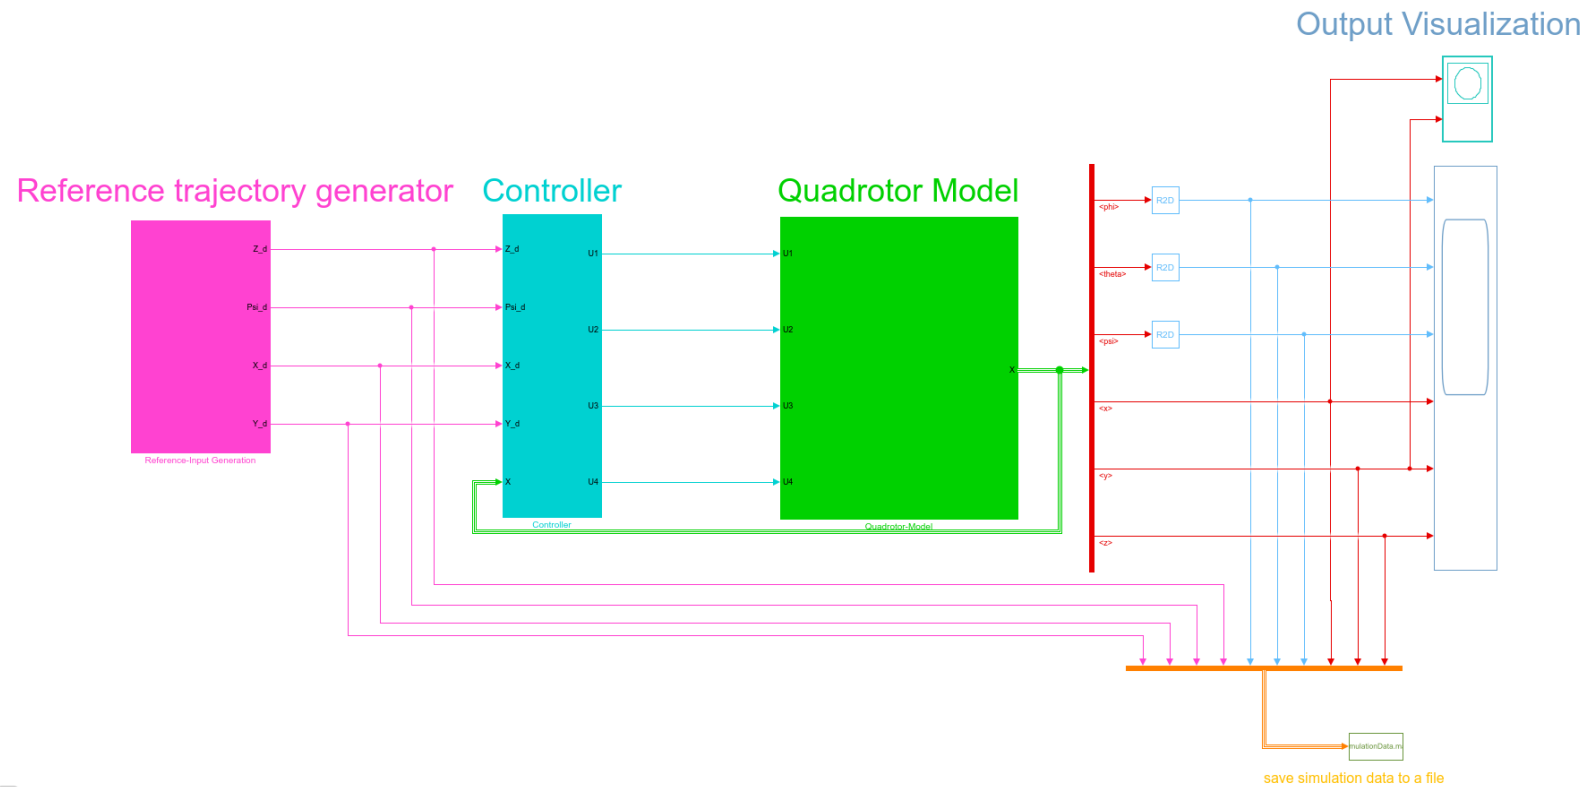 Output Visualization
Reference trajectory generator
Controller
Quadrotor Model
Z_d
Psi_d
X_d
Y_d
Reference-Input Generation
Z_d
Psi_d
X_d
Y_d
X
U1
U2
U3
U4
Controller
U1
U2
U3
U4
X
Quadrotor-Model
<phi>
<theta>
<psi>
<x>
<y>
<z>
R2D
R2D
R2D
mulationData.m
save simulation data to a file